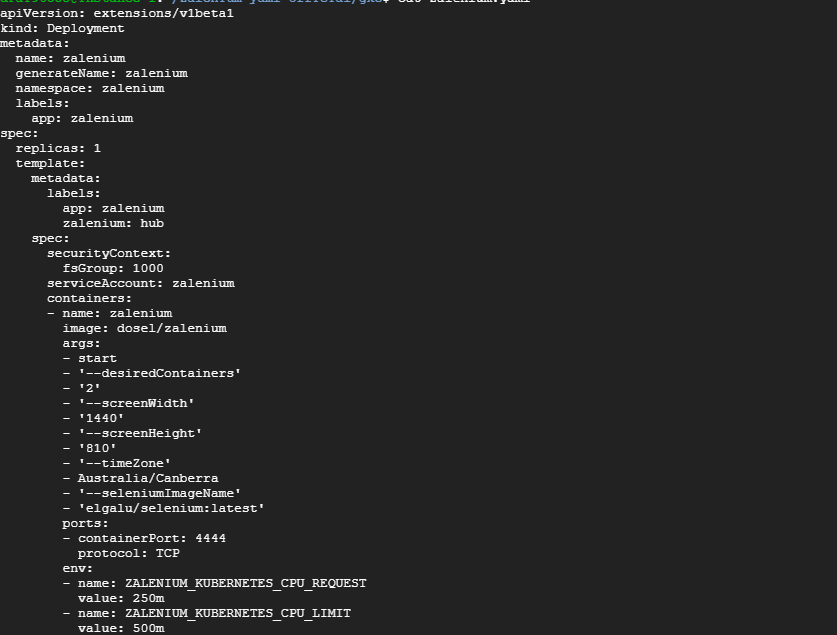 apiVersion: extensions/v1beta1
kind: Deployment
metadata:
  name: zalenium
  generateName: zalenium
  namespace: zalenium
  labels:
    app: zalenium
spec:
  replicas: 1
  template:
    metadata:
      labels:
        app: zalenium
        zalenium: hub
    spec:
      securityContext:
        fsGroup: 1000
      serviceAccount: zalenium
      containers:
      - name: zalenium
        image: dosel/zalenium
        args:
        - start
        - '--desiredContainers'
        - '2'
        - '--screenWidth'
        - '1440'
        - '--screenHeight'
        - '810'
        - '--timeZone'
        - Australia/Canberra
        - '--seleniumImageName'
        - 'elgalu/selenium:latest'
        ports:
        - containerPort: 4444
          protocol: TCP
        env:
        - name: ZALENIUM_KUBERNETES_CPU_REQUEST
          value: 250m
        - name: ZALENIUM_KUBERNETES_CPU_LIMIT
          value: 500m